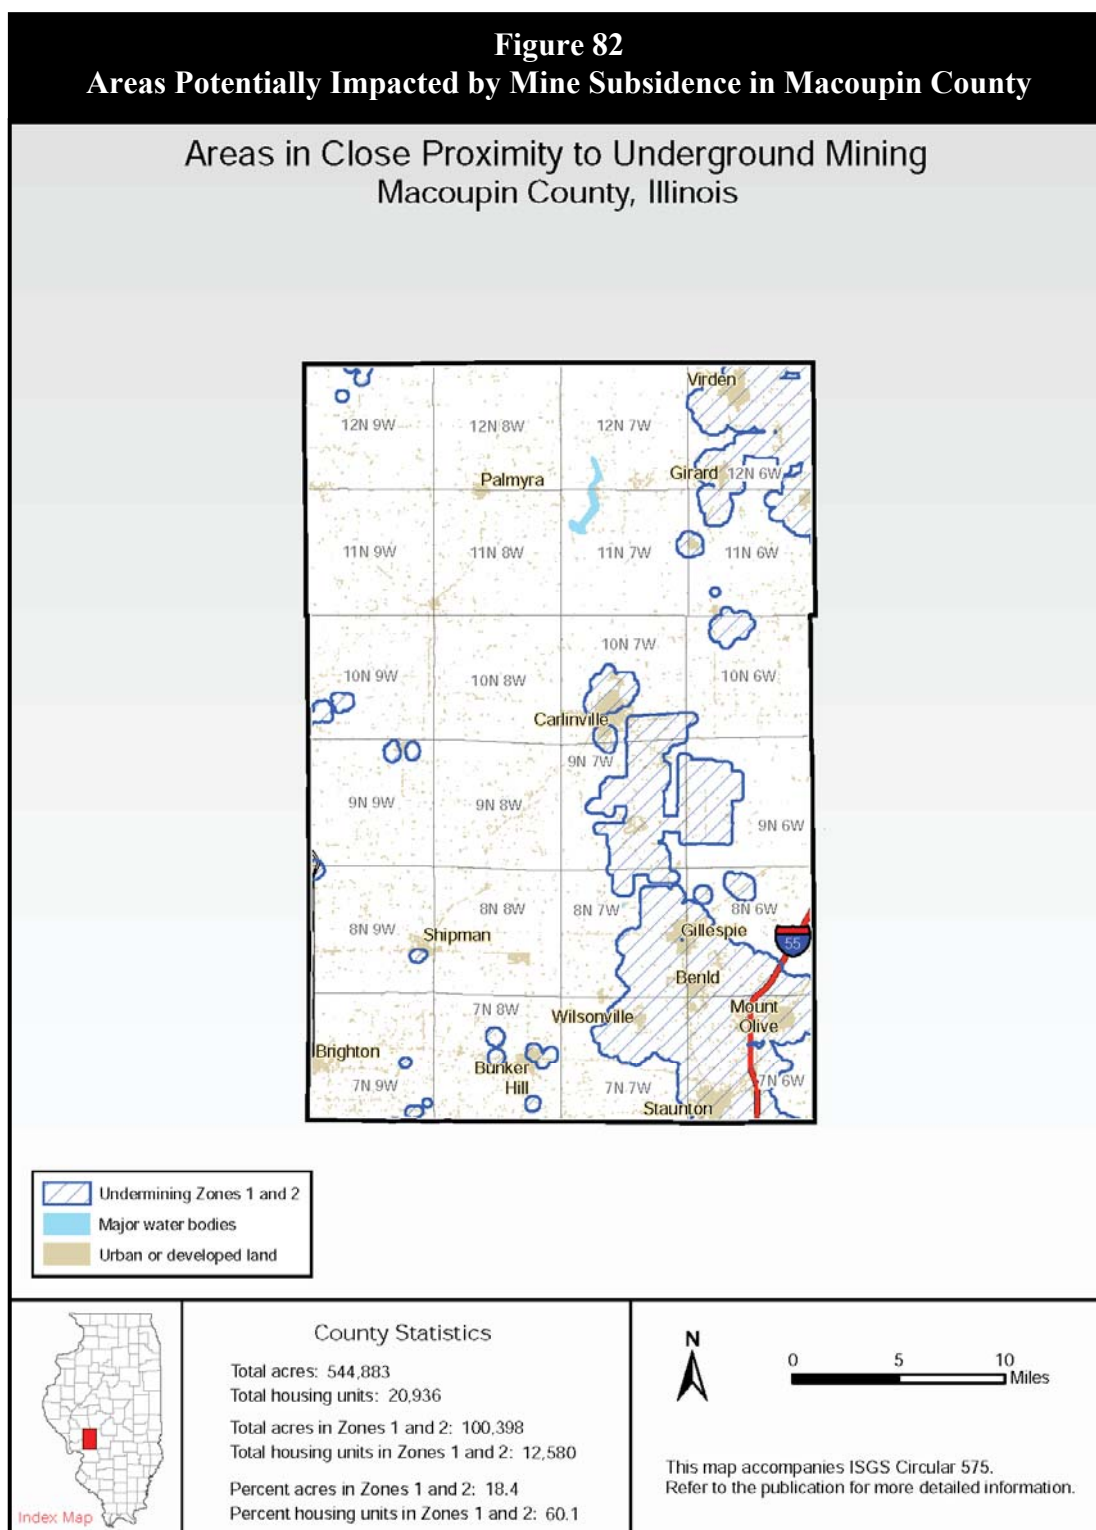 Figure 82
Areas Potentially Impacted by Mine Subsidence in Macoupin County
Areas in Close Proximity to Underground Mining
Macoupin County, Illinois
Virden
12N 9W
12N 8W
12N 7W
Palmyra
Girard
12N 6W
11N 9W
11N 8W
11N 7W
11N 6W
10N 7W
10N 9W
10N 8W
10N 6W
Carlinville
9N 7W
9N 9W
9N 8W
9N 6W
8N 8W
8N 7W
8N 6W
8N 9W
Shipman
Gillespie
55
Benld
7N 8W
Wilsonville
Mount
Olive
Brighton
Bunker
Hill
7N 9W
7N 7W
7N 6W
Staunton
Undermining Zones 1 and 2
Major water bodies
Urban or developed land
Index Map
County Statistics
Total acres: 544,883
Total housing units: 20,936
Total acres in Zones 1 and 2: 100,398
Total housing units in Zones 1 and 2: 12,580
Percent acres in Zones 1 and 2: 18.4
Percent housing units in Zones 1 and 2: 60.1
N
0 5 10
Miles
This map accompanies ISGS Circular 575.
Refer to the publication for more detailed information.